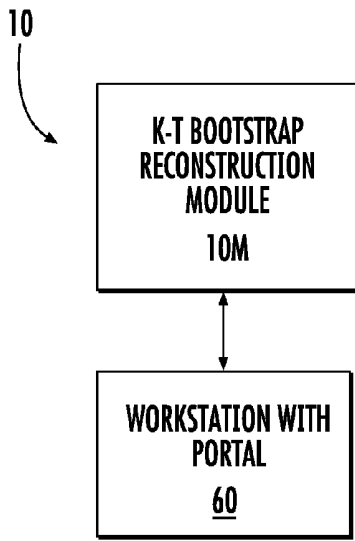 10
K-T BOOTSTRAP
RECONSTRUCTION
MODULE
10M
WORKSTATION WITH
PORTAL
60